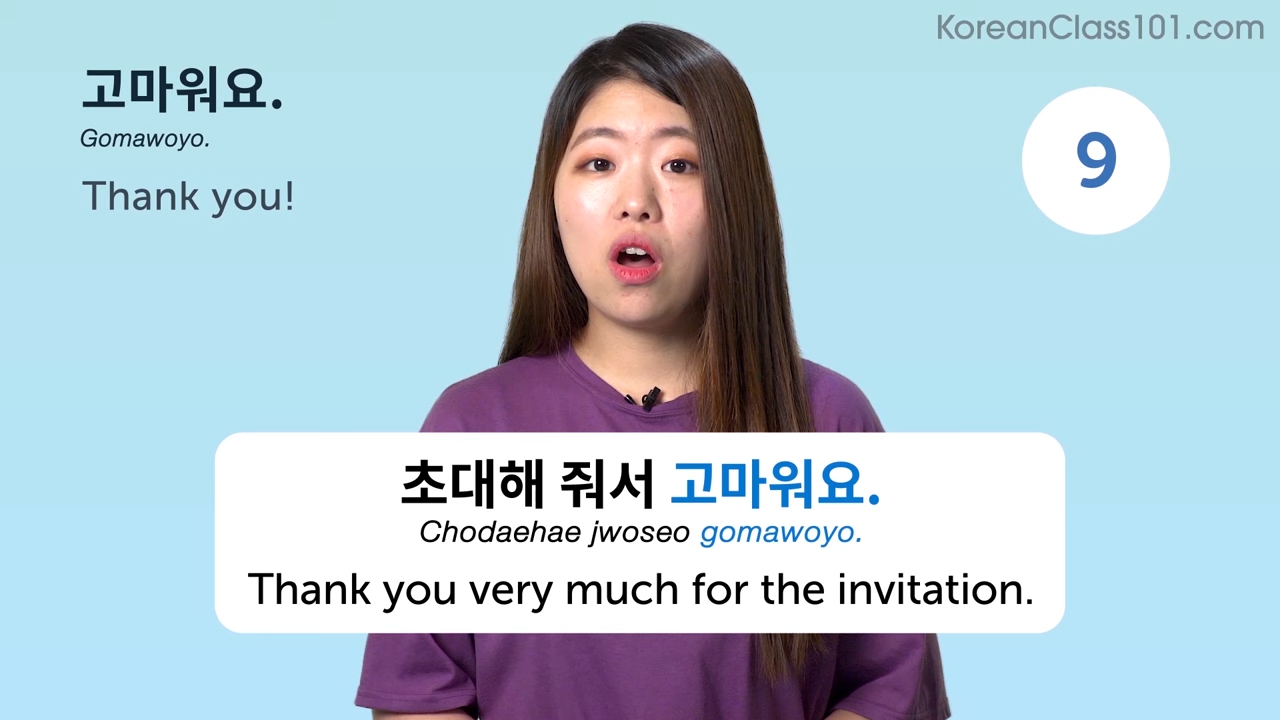 KoreanClass101.com
고마워요.
Gomawoyo.
Thank you!
9
초대해 줘서 고마워요.
Chodaehae jwoseo gomawoyo.
Thank you very much for the invitation.